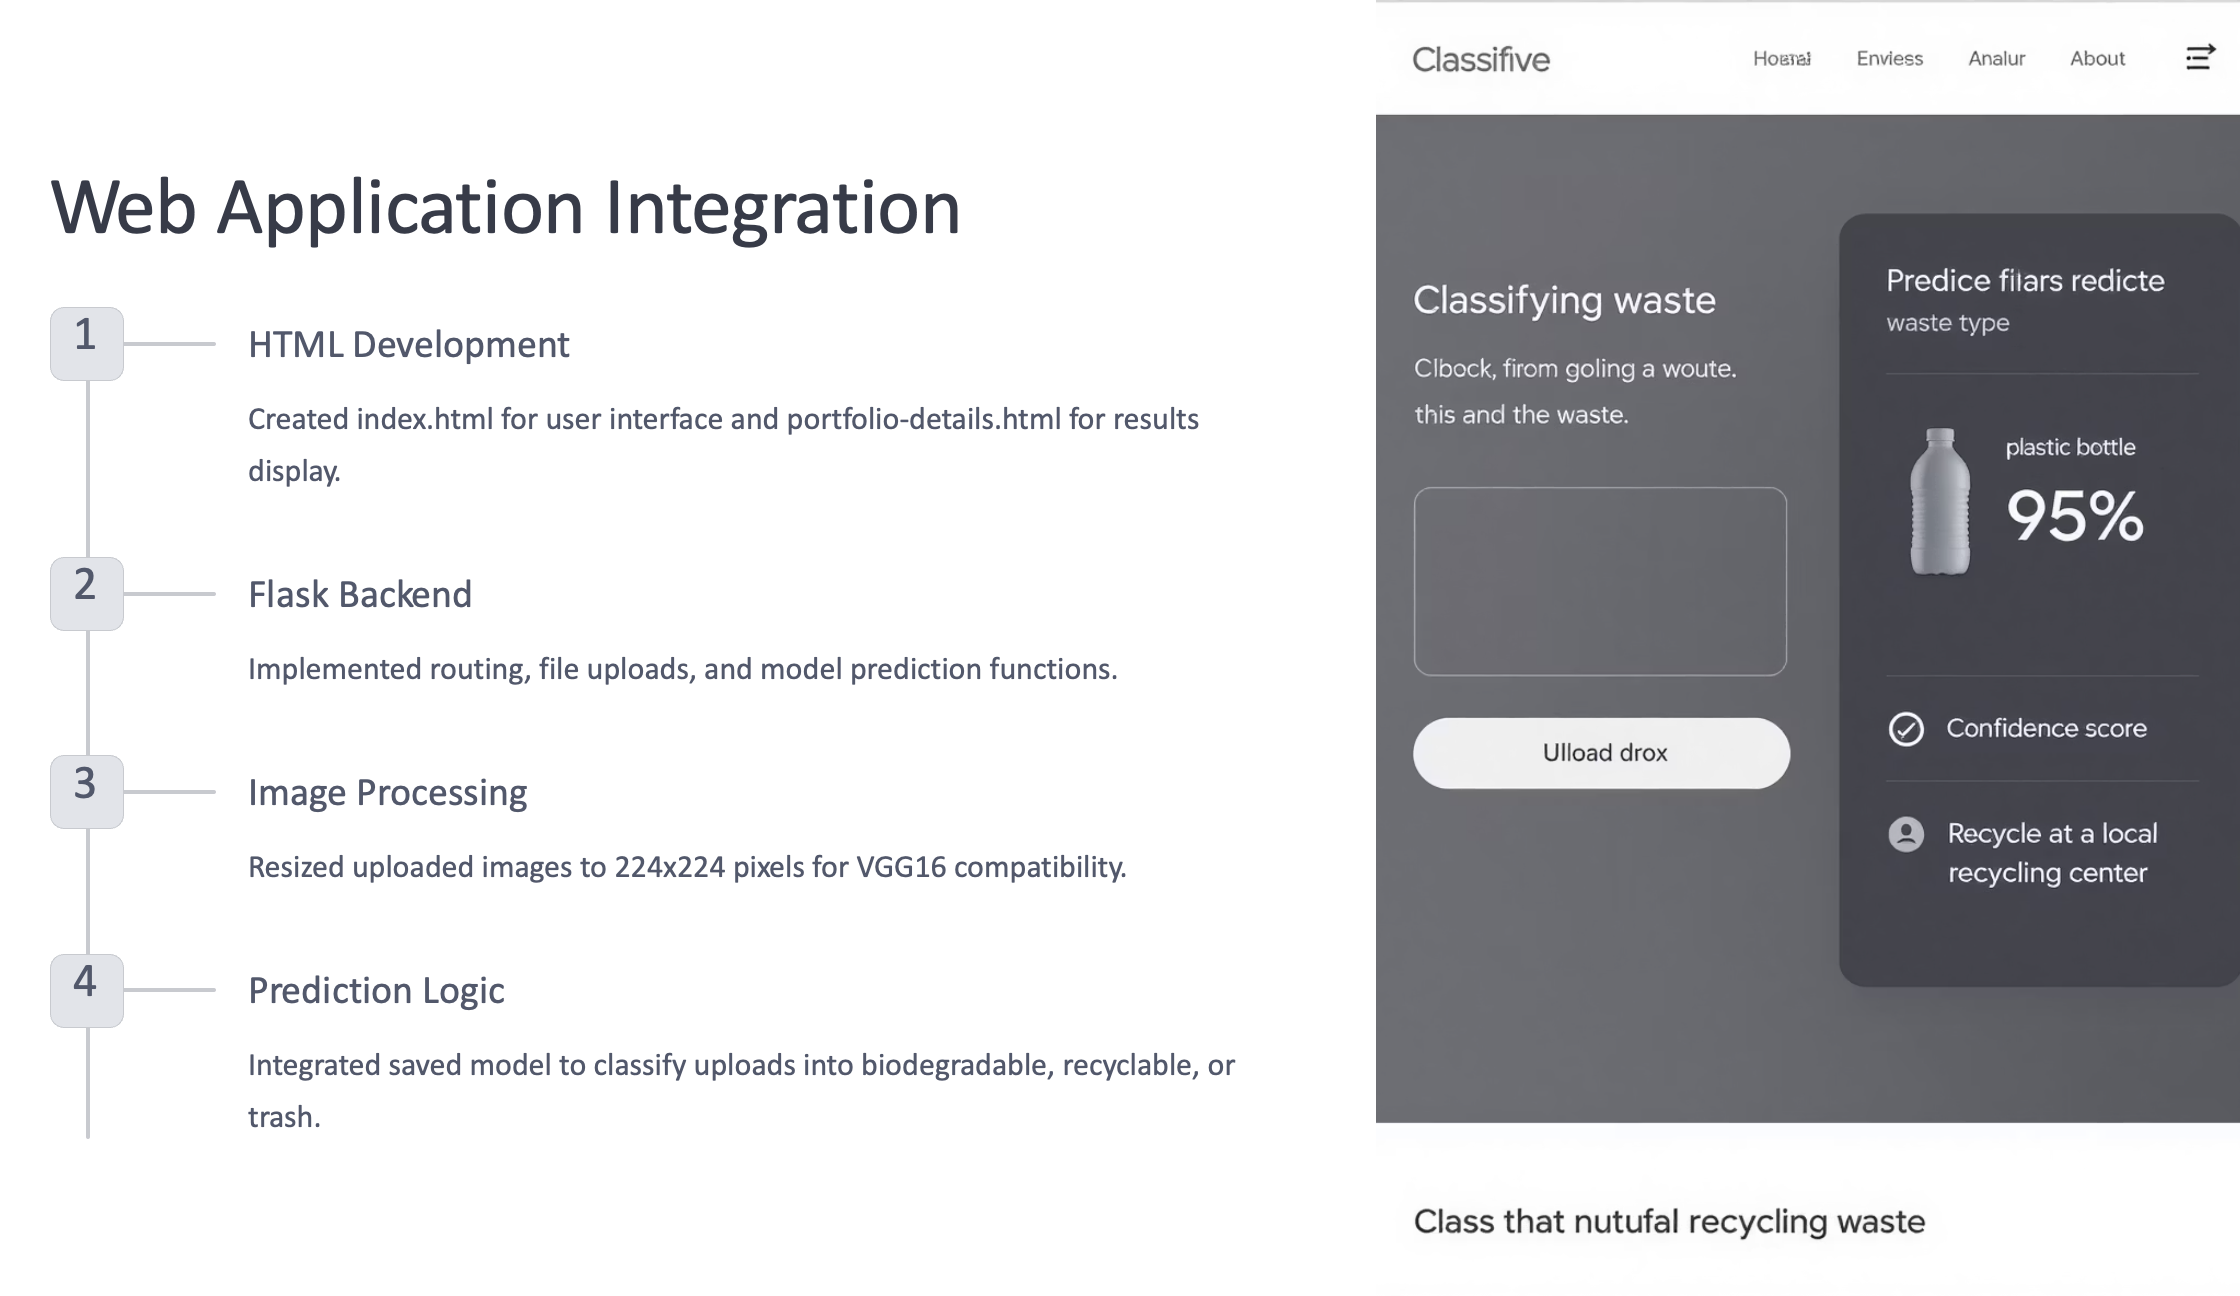 Web Application Integration
1
HTML Development
Created index.html for user interface and portfolio-details.html for results
display.
2
Flask Backend
Implemented routing, file uploads, and model prediction functions.
3
Image Processing
Resized uploaded images to 224x224 pixels for VGG16 compatibility.
4
Prediction Logic
Integrated saved model to classify uploads into biodegradable, recyclable, or
trash.
Classifive
Enviess Analur About
Classifying waste
Clbock, firom goling a woute.
this and the waste.
Ulload drox
Predice filars redicte
waste type
plastic bottle
95%
Confidence score
Recycle at a local
recycling center
Class that nutufal recycling waste